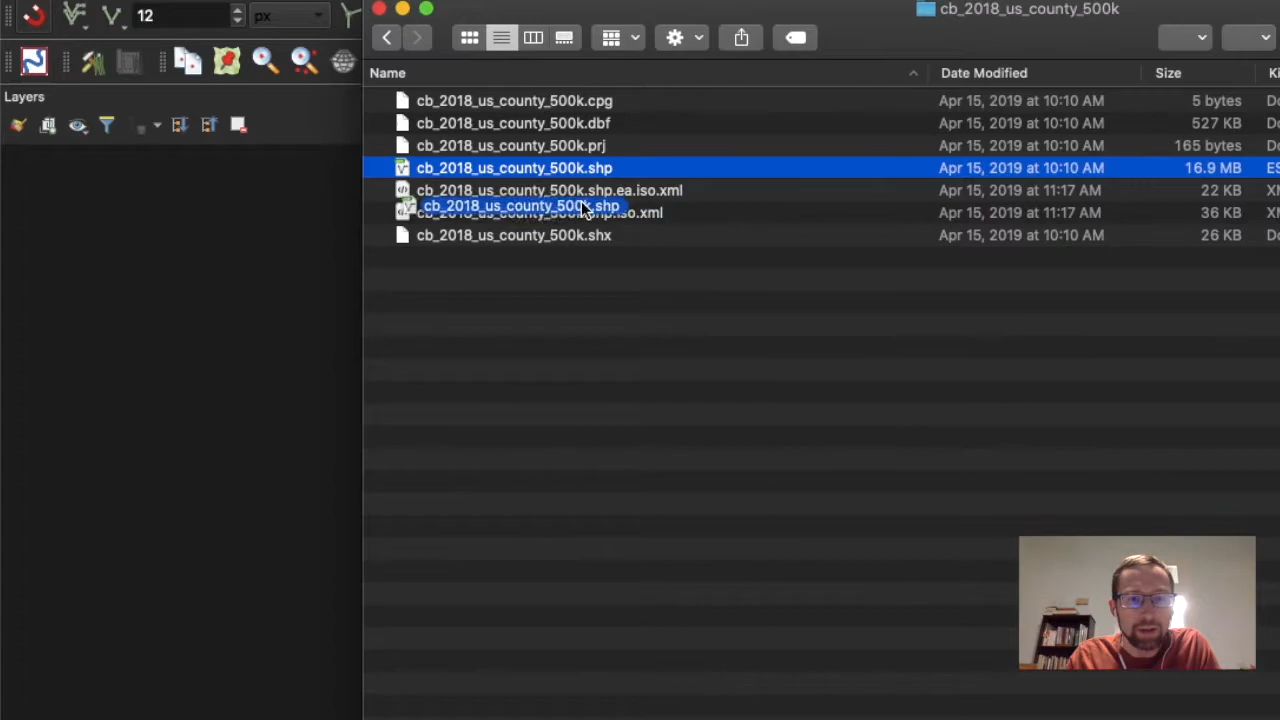 12 px
cb_2018_us_county_500k
Layers
Name Date Modified Size
cb_2018_us_county_500k.cpg Apr 15, 2019 at 10:10 AM 5 bytes
cb_2018_us_county_500k.dbf Apr 15, 2019 at 10:10 AM 527 KB
cb_2018_us_county_500k.prj Apr 15, 2019 at 10:10 AM 165 bytes
cb_2018_us_county_500k.shp Apr 15, 2019 at 10:10 AM 16.9 MB
cb_2018_us_county_500k.shp.ea.iso.xml Apr 15, 2019 at 11:17 AM 22 KB
cb_2018_us_county_500k.shp
cb_2018_us_county_500k.shp.iso.xml Apr 15, 2019 at 11:17 AM 36 KB
cb_2018_us_county_500k.shx Apr 15, 2019 at 10:10 AM 26 KB